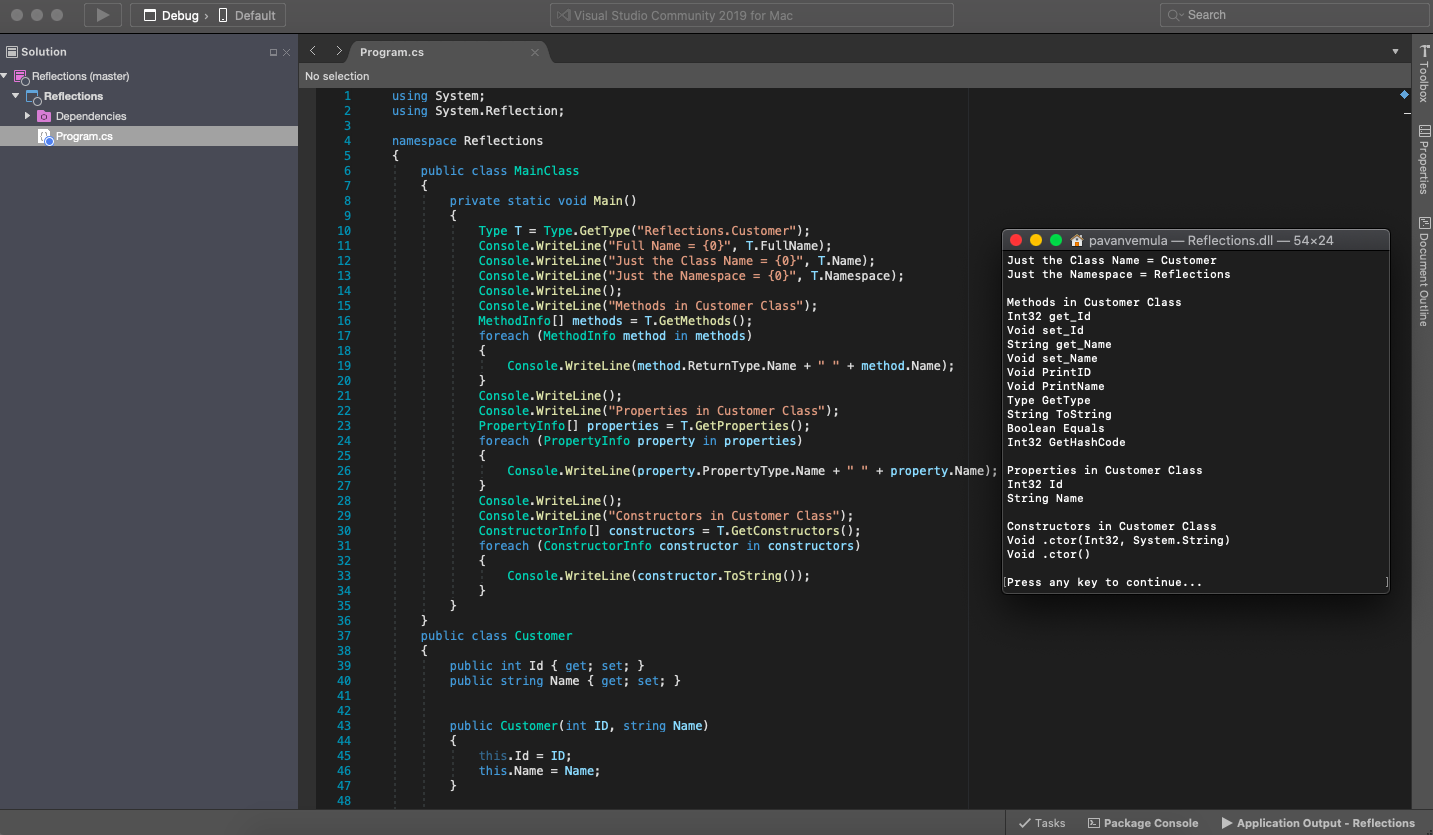 Debug › Default
Visual Studio Community 2019 for Mac
Search
Solution
Reflections (master)
Reflections
Dependencies
Program.cs
Program.cs
No selection
1 using System;
2 using System.Reflection;
3
4 namespace Reflections
5 {
6 public class MainClass
7 {
8 private static void Main()
9 {
10 Type T = Type.GetType("Reflections.Customer");
11 Console.WriteLine("Full Name = {0}", T.FullName);
12 Console.WriteLine("Just the Class Name = {0}", T.Name);
13 Console.WriteLine("Just the Namespace = {0}", T.Namespace);
14 Console.WriteLine();
15 Console.WriteLine("Methods in Customer Class");
16 MethodInfo[] methods = T.GetMethods();
17 foreach (MethodInfo method in methods)
18 {
19 Console.WriteLine(method.ReturnType.Name + " " + method.Name);
20 }
21 Console.WriteLine();
22 Console.WriteLine("Properties in Customer Class");
23 PropertyInfo[] properties = T.GetProperties();
24 foreach (PropertyInfo property in properties)
25 {
26 Console.WriteLine(property.PropertyType.Name + " " + property.Name);
27 }
28 Console.WriteLine();
29 Console.WriteLine("Constructors in Customer Class");
30 ConstructorInfo[] constructors = T.GetConstructors();
31 foreach (ConstructorInfo constructor in constructors)
32 {
33 Console.WriteLine(constructor.ToString());
34 }
35 }
36 }
37 public class Customer
38 {
39 public int Id { get; set; }
40 public string Name { get; set; }
41
42
43 public Customer(int ID, string Name)
44 {
45 this.Id = ID;
46 this.Name = Name;
47 }
48
pavanvemula — Reflections.dll — 54×24
Just the Class Name = Customer
Just the Namespace = Reflections
Methods in Customer Class
Int32 get_Id
Void set_Id
String get_Name
Void set_Name
Void PrintID
Void PrintName
Type GetType
String ToString
Boolean Equals
Int32 GetHashCode
Properties in Customer Class
Int32 Id
String Name
Constructors in Customer Class
Void .ctor(Int32, System.String)
Void .ctor()
[Press any key to continue... ]
Toolbox
Properties
Document Outline
Tasks
Package Console
Application Output - Reflections